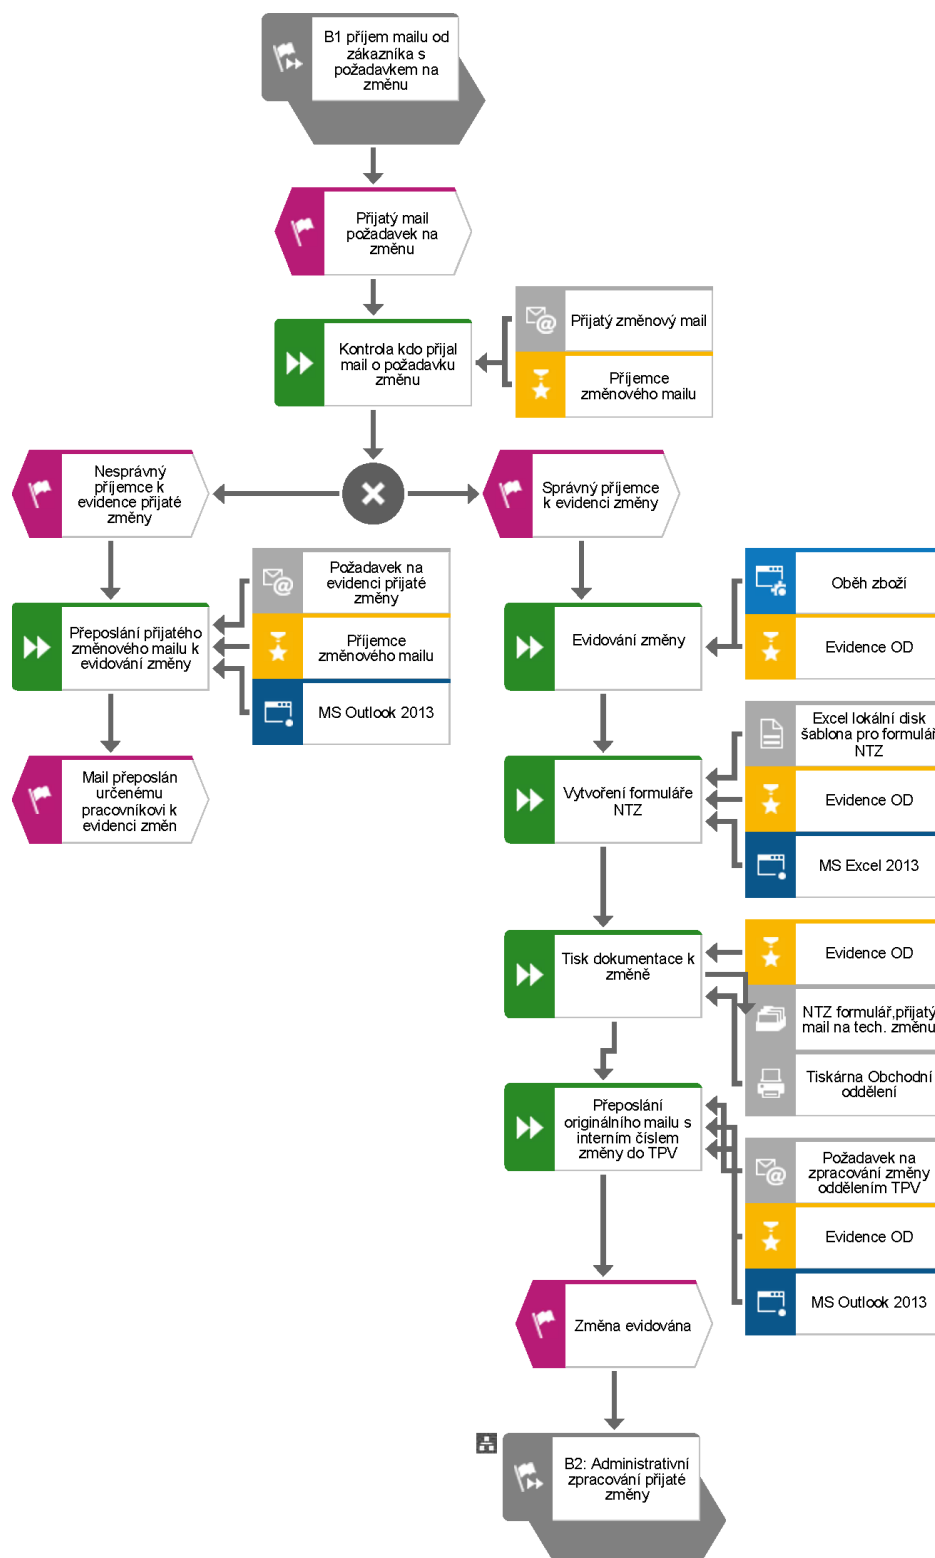 B1 příjem mailu od
zákazníka s
požadavkem na
změnu
Přijatý mail
požadavek na
změnu
Kontrola kdo přijal
mail o požadavku
změnu
Přijatý změnový mail
Příjemce
změnového mailu
Nesprávný
příjemce k
evidence přijaté
změny
Správný příjemce
k evidenci změny
Přeposlání přijatého
změnového mailu k
evidování změny
Požadavek na
evidenci přijaté
změny
Příjemce
změnového mailu
MS Outlook 2013
Mail přeposlán
určenému
pracovníkovi k
evidenci změn
Evidování změny
Oběh zboží
Evidence OD
Vytvoření formuláře
NTZ
Excel lokální disk
šablona pro formulář
NTZ
Evidence OD
MS Excel 2013
Tisk dokumentace k
změně
Evidence OD
NTZ formulář,přijatý
mail na tech. změnu
Tiskárna Obchodní
oddělení
Přeposlání
originálního mailu s
interním číslem
změny do TPV
Požadavek na
zpracování změny
oddělením TPV
Evidence OD
MS Outlook 2013
Změna evidována
B2: Administrativní
zpracování přijaté
změny